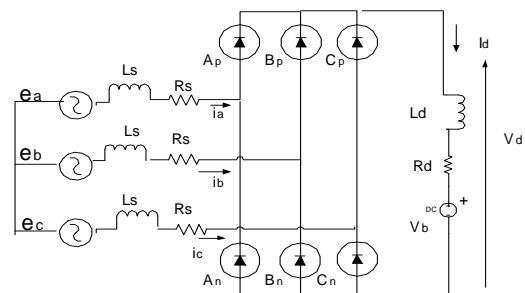 Ap Bp Cp
Id
Ls
Rs
ea
ia
Ld
Vd
Ls
Rs
eb
ib
Rd
DC +
Vb
Ls
Rs
ec
ic
An Bn Cn